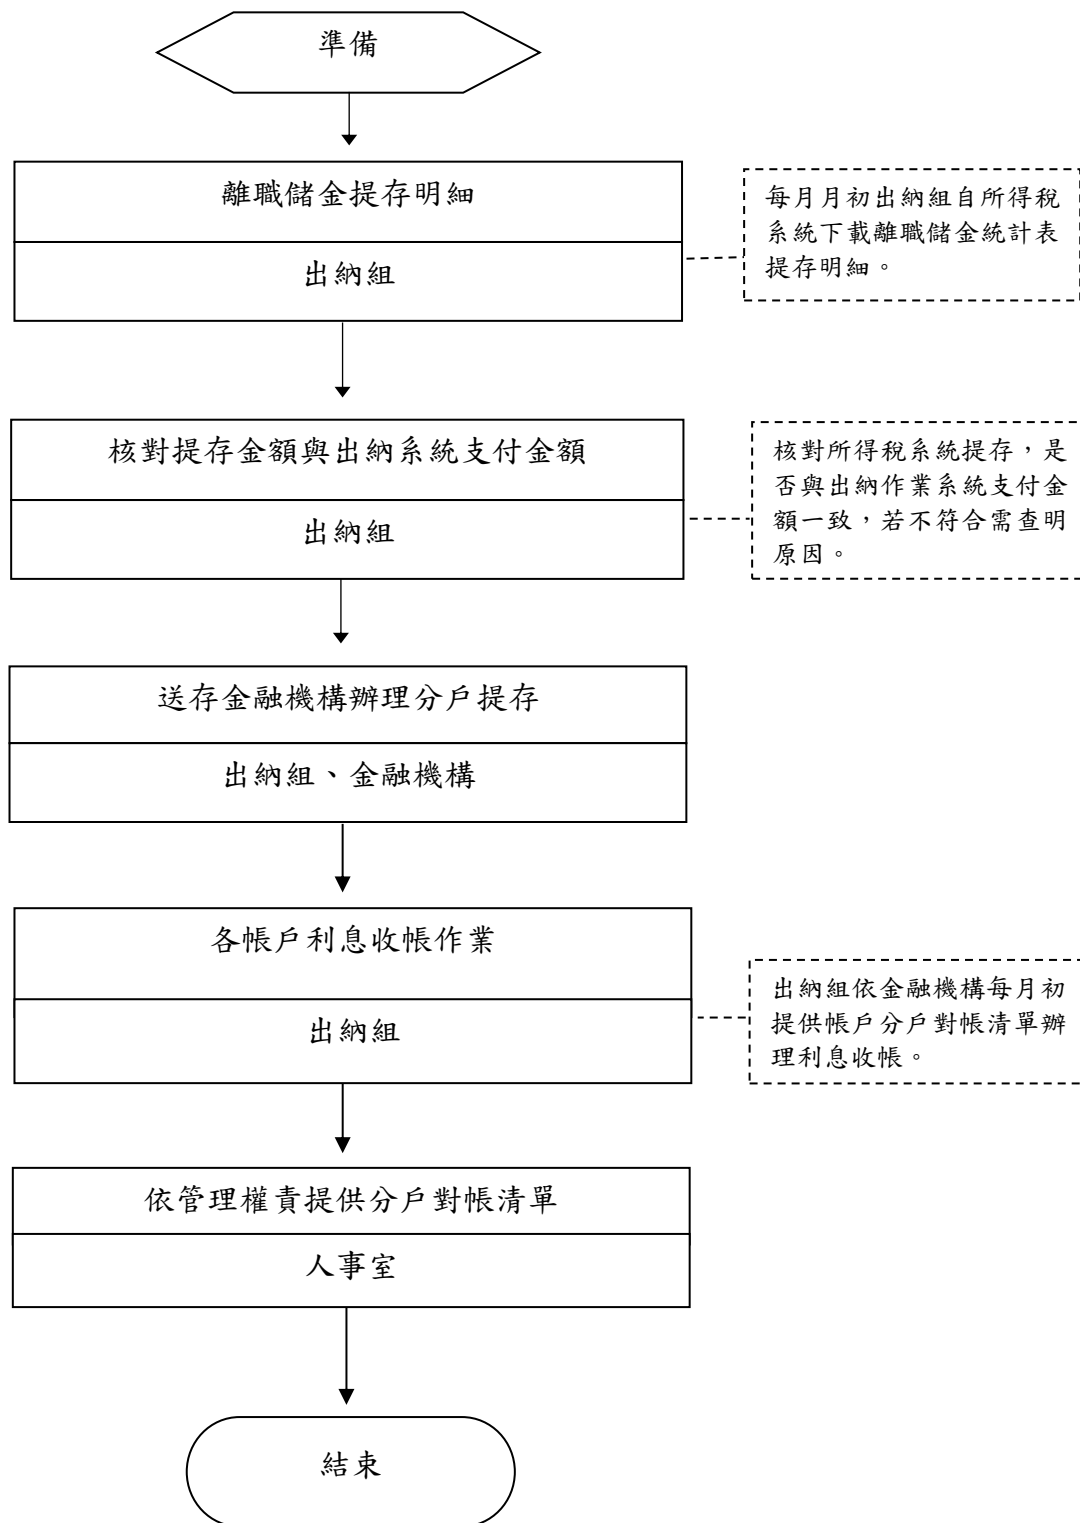 準備
離職儲金提存明細
出納組
每月月初出納組自所得稅
系統下載離職儲金統計表
提存明細。
核對提存金額與出納系統支付金額
出納組
核對所得稅系統提存，是
否與出納作業系統支付金
額一致，若不符合需查明
原因。
送存金融機構辦理分戶提存
出納組、金融機構
各帳戶利息收帳作業
出納組
出納組依金融機構每月初
提供帳戶分戶對帳清單辦
理利息收帳。
依管理權責提供分戶對帳清單
人事室
結束